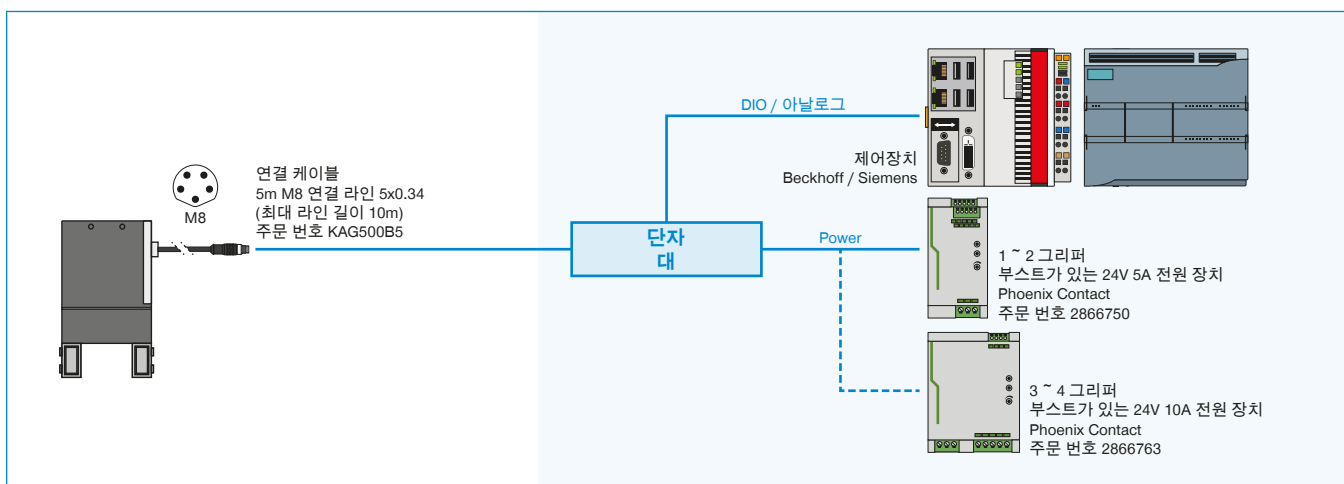 M8
연결 케이블
5m M8 연결 라인 5x0.34
(최대 라인 길이 10m)
주문 번호 KAG500B5
단자
대
DIO / 아날로그
제어장치
Beckhoff / Siemens
Power
1 ~ 2 그리퍼
부스트가 있는 24V 5A 전원 장치
Phoenix Contact
주문 번호 2866750
3 ~ 4 그리퍼
부스트가 있는 24V 10A 전원 장치
Phoenix Contact
주문 번호 2866763